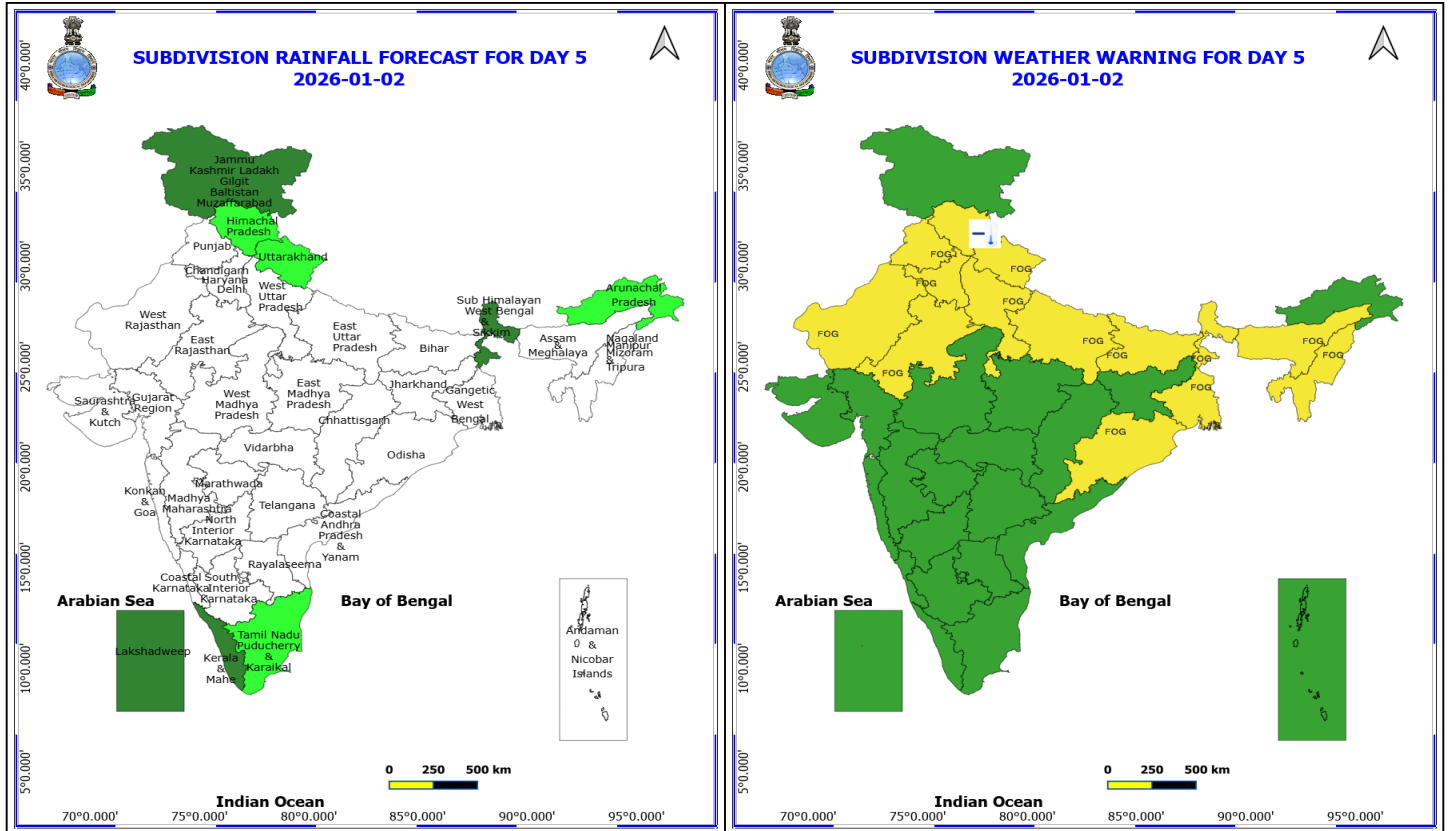 SUBDIVISION RAINFALL FORECAST FOR DAY 5
2026-01-02
40°0.000'
35°0.000'
30°0.000'
25°0.000'
20°0.000'
15°0.000'
10°0.000'
5°0.000'
Jammu
Kashmir Ladakh
Gilgit
Baltistan
Muzaffarabad
Himachal
Pradesh
Punjab
Uttarakhand
Chandigarh
Haryana
Delhi
West
Uttar
Pradesh
West
Rajasthan
East
Rajasthan
East
Uttar
Pradesh
Bihar
Sub Himalayan
West Bengal
&
Sikkim
Arunachal
Pradesh
Assam
&
Meghalaya
Nagaland
Manipur
Mizoram
&
Tripura
Saurashtra
&
Kutch
Gujarat
Region
West
Madhya
Pradesh
East
Madhya
Pradesh
Jharkhand
Gangetic
West
Bengal
Chhattisgarh
Vidarbha
Odisha
Konkan
&
Goa
Marathwada
Madhya
Maharashtra
Telangana
North
Interior
Karnataka
Coastal
Andhra
Pradesh
&
Yanam
Rayalaseema
Coastal
Karnataka
South
Interior
Karnataka
Arabian Sea
Bay of Bengal
Lakshadweep
Kerala
&
Mahe
Tamil Nadu
Puducherry
&
Karaikal
Andaman
&
Nicobar
Islands
0 250 500 km
Indian Ocean
70°0.000' 75°0.000' 80°0.000' 85°0.000' 90°0.000' 95°0.000'
SUBDIVISION WEATHER WARNING FOR DAY 5
2026-01-02
40°0.000'
35°0.000'
30°0.000'
25°0.000'
20°0.000'
15°0.000'
10°0.000'
5°0.000'
FOG
FOG
FOG
FOG
FOG
FOG
FOG
FOG
FOG
FOG
FOG
FOG
FOG
FOG
Arabian Sea
Bay of Bengal
0 250 500 km
Indian Ocean
70°0.000' 75°0.000' 80°0.000' 85°0.000' 90°0.000' 95°0.000'